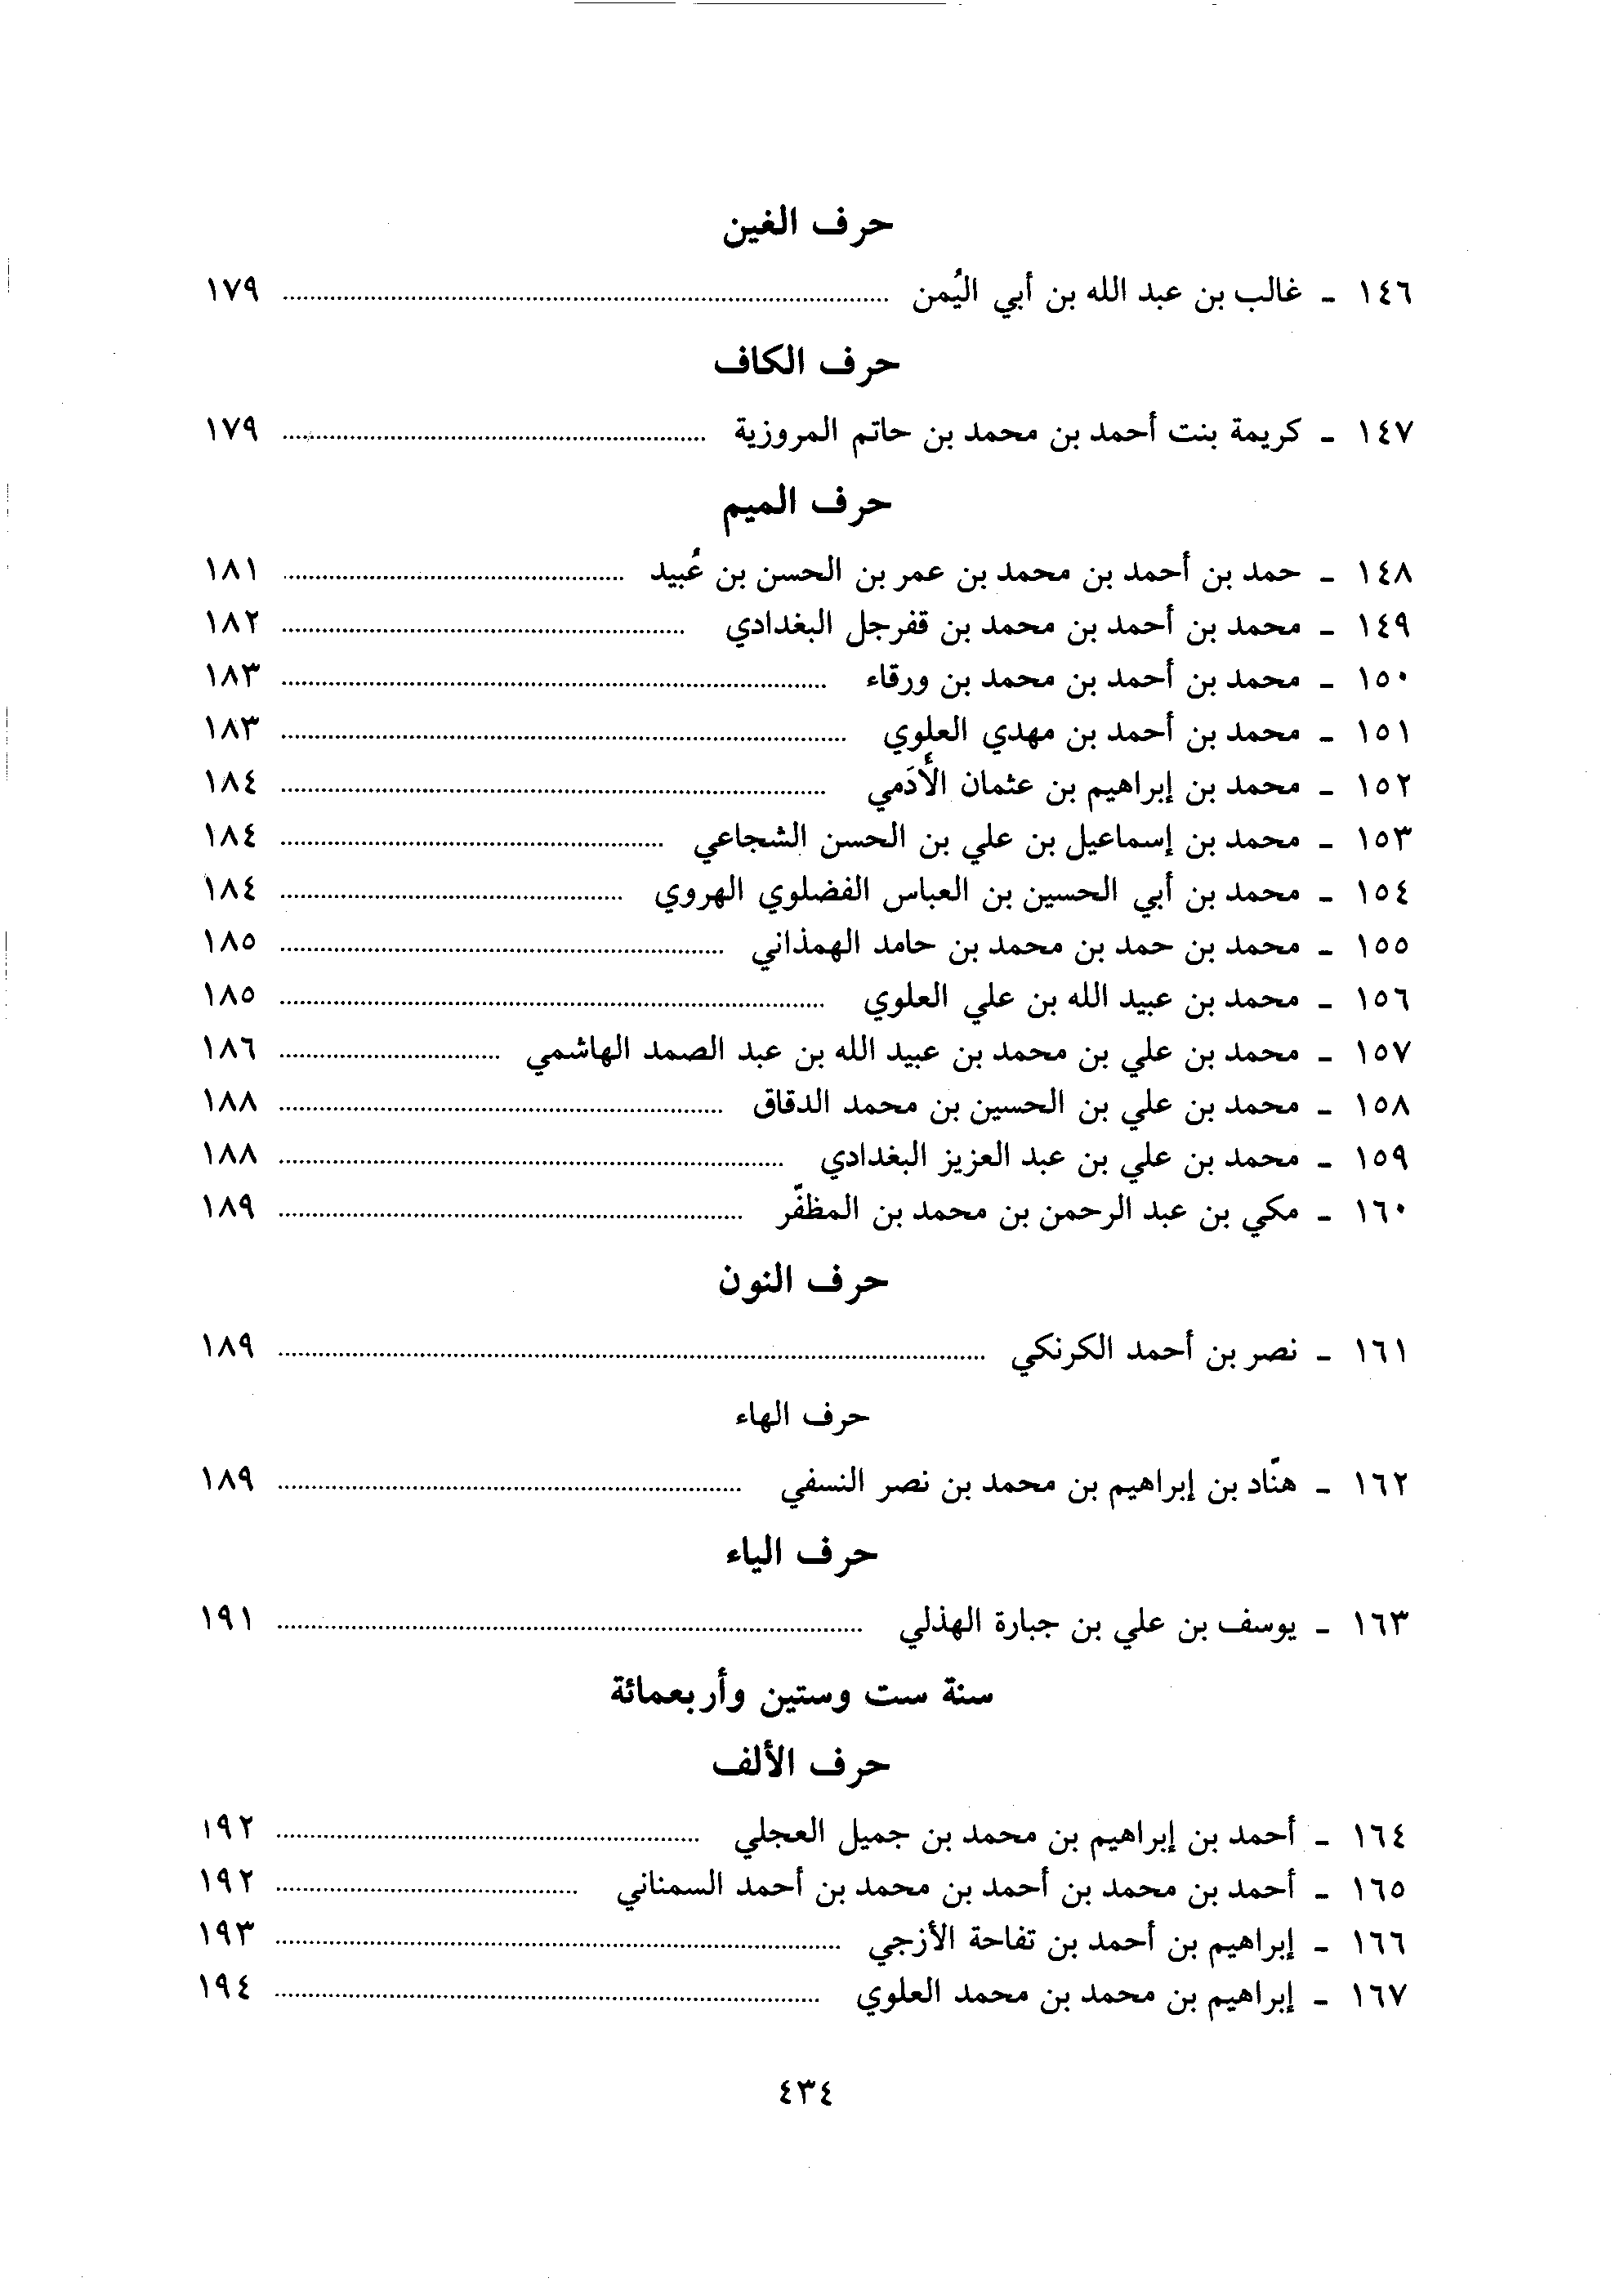 حرف الغين
١٤٦ - غالب بن عبد الله بن أبي اليُمن ........ ١٧٩
حرف الكاف
١٤٧ - كريمة بنت أحمد بن محمد بن حاتم المروزية ........ ١٧٩
حرف الميم
١٤٨ - حمد بن أحمد بن محمد بن عمر بن الحسن بن عُبيد ........ ١٨١
١٤٩ - محمد بن أحمد بن محمد بن قفرجل البغدادي ........ ١٨٢
١٥٠ - محمد بن أحمد بن محمد بن ورقاء ........ ١٨٣
١٥١ - محمد بن أحمد بن مهدي العلوي ........ ١٨٣
١٥٢ - محمد بن إبراهيم بن عثمان الأَدَمي ........ ١٨٤
١٥٣ - محمد بن إسماعيل بن علي بن الحسن الشجاعي ........ ١٨٤
١٥٤ - محمد بن أبي الحسين بن العباس الفضلوي الهروي ........ ١٨٤
١٥٥ - محمد بن حمد بن محمد بن حامد الهمذاني ........ ١٨٥
١٥٦ - محمد بن عبيد الله بن علي العلوي ........ ١٨٥
١٥٧ - محمد بن علي بن محمد بن عبيد الله بن عبد الصمد الهاشمي ........ ١٨٦
١٥٨ - محمد بن علي بن الحسين بن محمد الدقاق ........ ١٨٨
١٥٩ - محمد بن علي بن عبد العزيز البغدادي ........ ١٨٨
١٦٠ - مكي بن عبد الرحمن بن محمد بن المظفّر ........ ١٨٩
حرف النون
١٦١ - نصر بن أحمد الكرنكي ........ ١٨٩
حرف الهاء
١٦٢ - هنّاد بن إبراهيم بن محمد بن نصر النسفي ........ ١٨٩
حرف الياء
١٦٣ - يوسف بن علي بن جبارة الهذلي ........ ١٩١
سنة ست وستين وأربعمائة
حرف الألف
١٦٤ - أحمد بن إبراهيم بن محمد بن جميل العجلي ........ ١٩٢
١٦٥ - أحمد بن محمد بن أحمد بن محمد بن أحمد السمناني ........ ١٩٢
١٦٦ - إبراهيم بن أحمد بن تفاحة الأزجي ........ ١٩٣
١٦٧ - إبراهيم بن محمد بن محمد العلوي ........ ١٩٤
٤٣٤